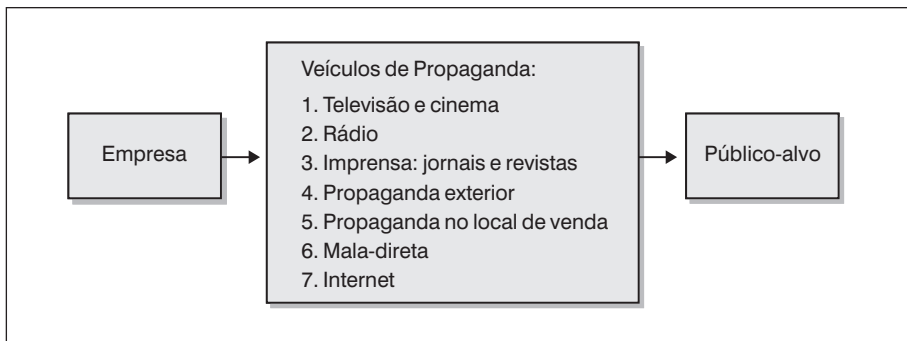 Empresa
Veículos de Propaganda:
1. Televisão e cinema
2. Rádio
3. Imprensa: jornais e revistas
4. Propaganda exterior
5. Propaganda no local de venda
6. Mala-direta
7. Internet
Público-alvo